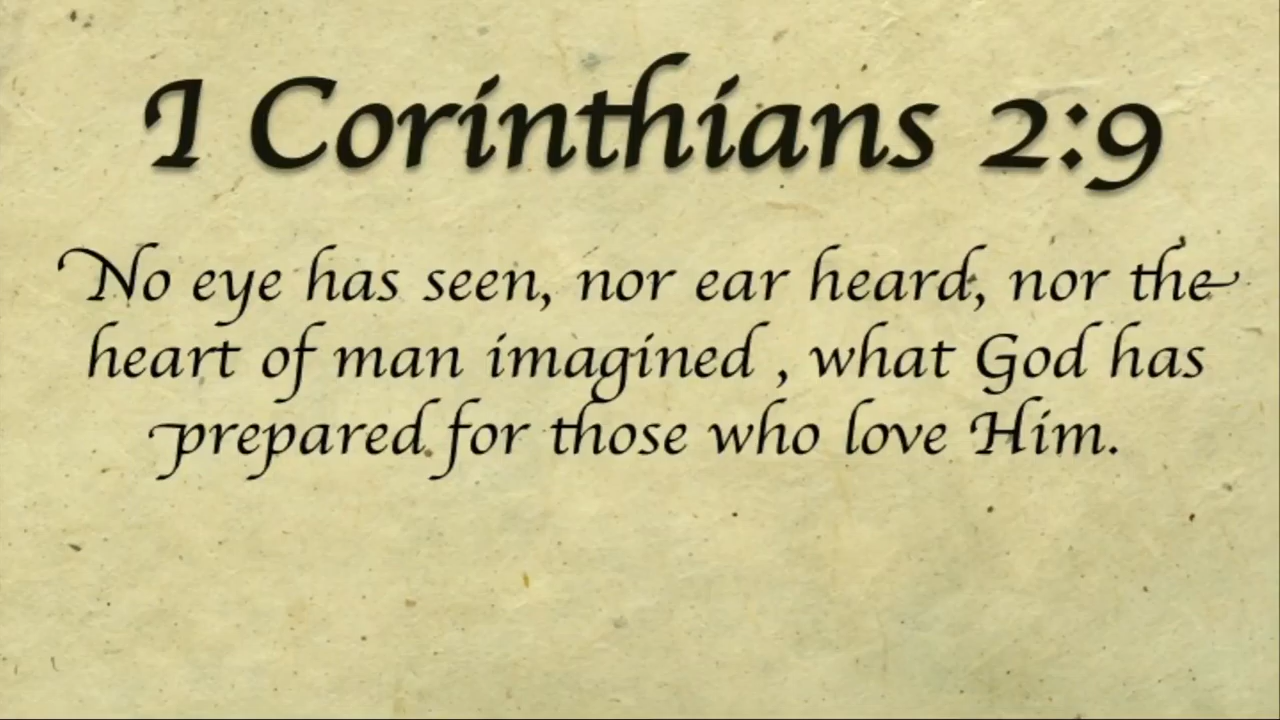 I Corinthians 2:9
No eye has seen, nor ear heard, nor the
heart of man imagined , what God has
prepared for those who love Him.